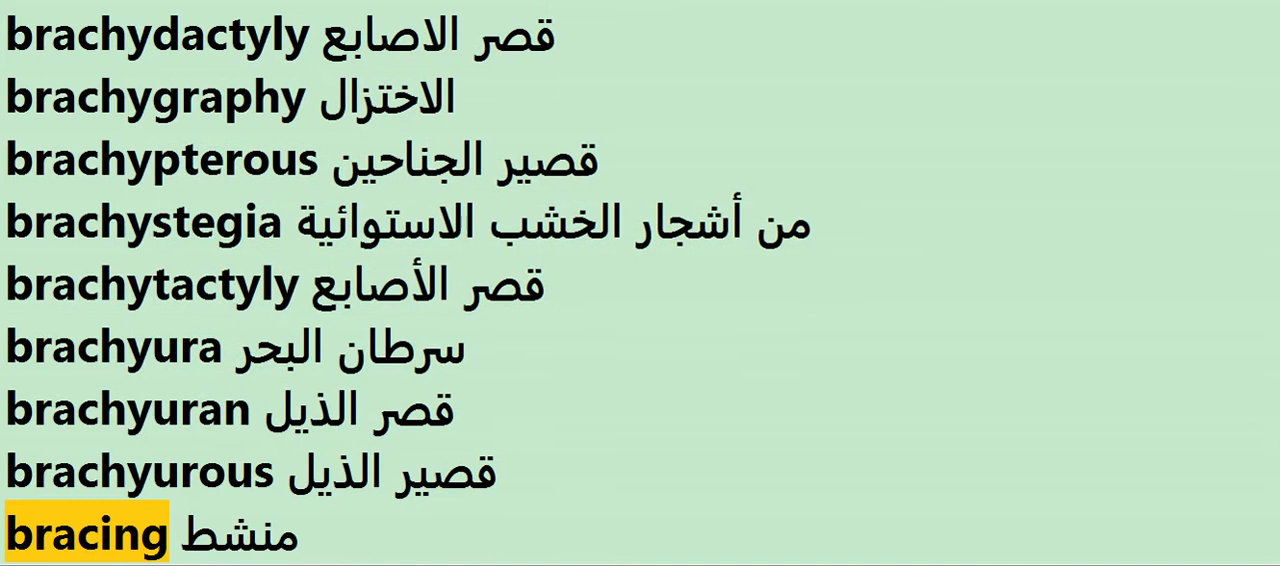 brachydactyly قصر الاصابع
brachygraphy الاختزال
brachypterous قصير الجناحين
brachystegia من أشجار الخشب الاستوائية
brachytactyly قصر الأصابع
brachyura سرطان البحر
brachyuran قصر الذيل
brachyurous قصير الذيل
bracing منشط